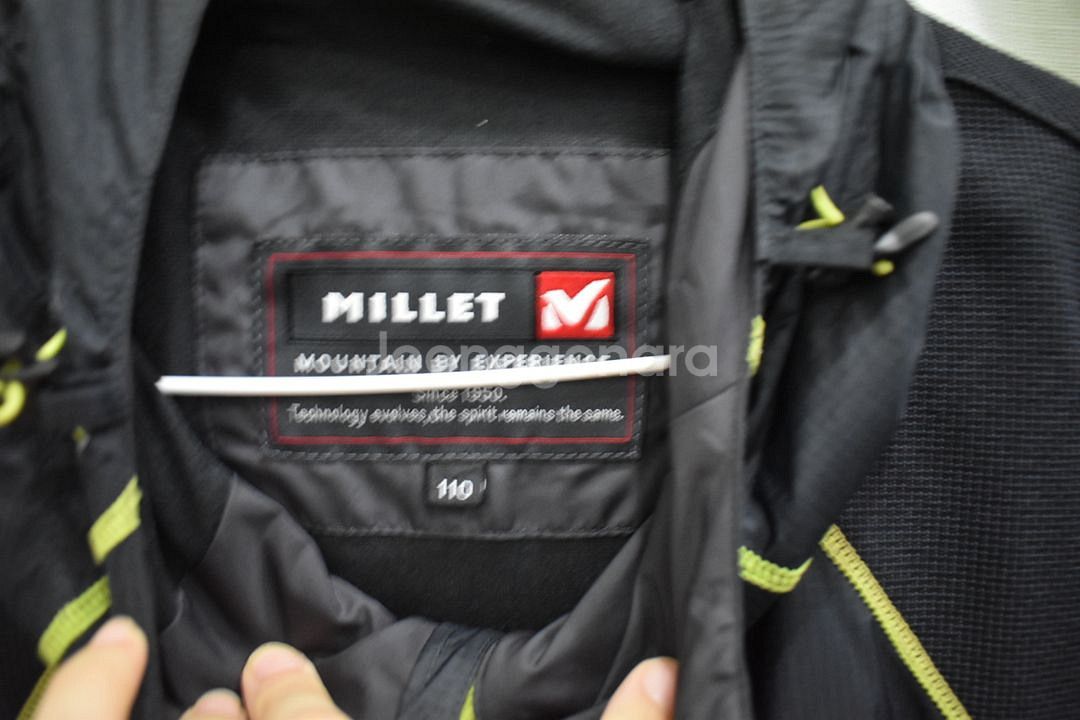 MILLET
MOUNTAIN BY EXPERIENCE
Since 1950.
Technology evolves, the spirit remains the same.
110